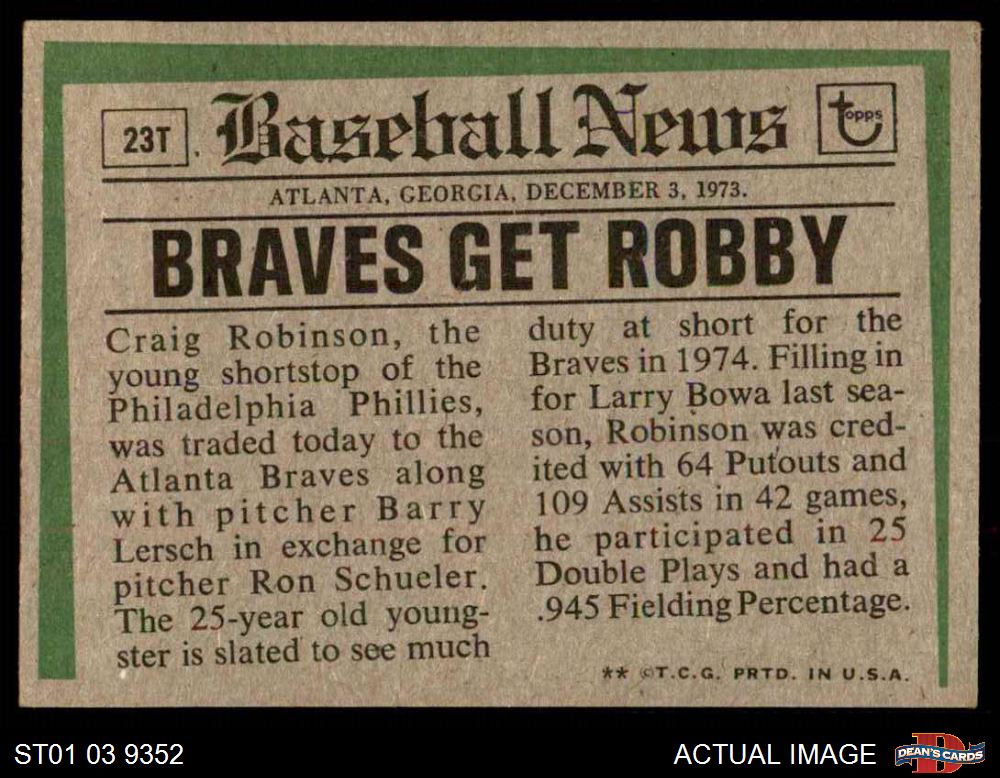 23T
Baseball News
topps
ATLANTA, GEORGIA, DECEMBER 3, 1973.
BRAVES GET ROBBY
Craig Robinson, the
young shortstop of the
Philadelphia Phillies,
was traded today to the
Atlanta Braves along
with pitcher Barry
Lersch in exchange for
pitcher Ron Schueler.
The 25-year old young-
ster is slated to see much
duty at short for the
Braves in 1974. Filling in
for Larry Bowa last sea-
son, Robinson was cred-
ited with 64 Putouts and
109 Assists in 42 games,
he participated in 25
Double Plays and had a
.945 Fielding Percentage.
** ©T.C.G. PRTD. IN U.S.A.
ST01 03 9352
ACTUAL IMAGE
D
DEAN'S CARDS